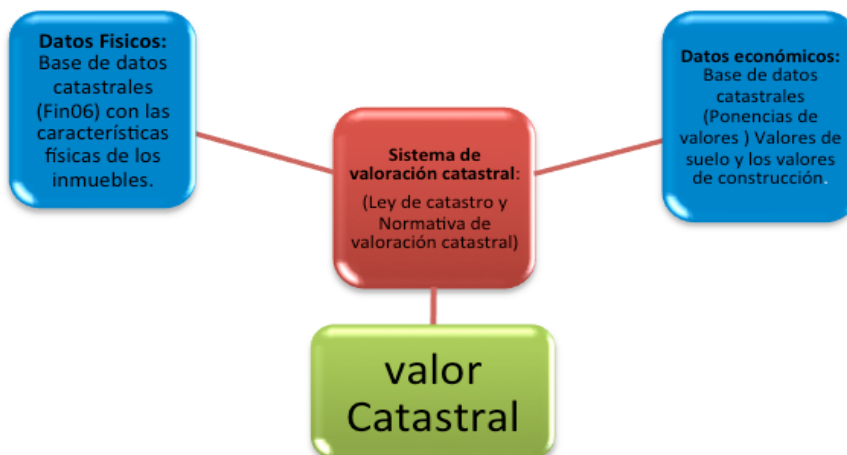 Datos Fisicos:
Base de datos
catastrales
(Fin06) con las
características
físicas de los
inmuebles.
Sistema de
valoración catastral:
(Ley de catastro y
Normativa de
valoración catastral)
Datos económicos:
Base de datos
catastrales
(Ponencias de
valores ) Valores de
suelo y los valores
de construcción.
valor
Catastral